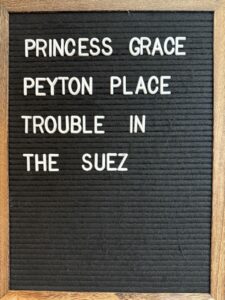 PRINCESS GRACE
PEYTON PLACE
TROUBLE IN
THE SUEZ